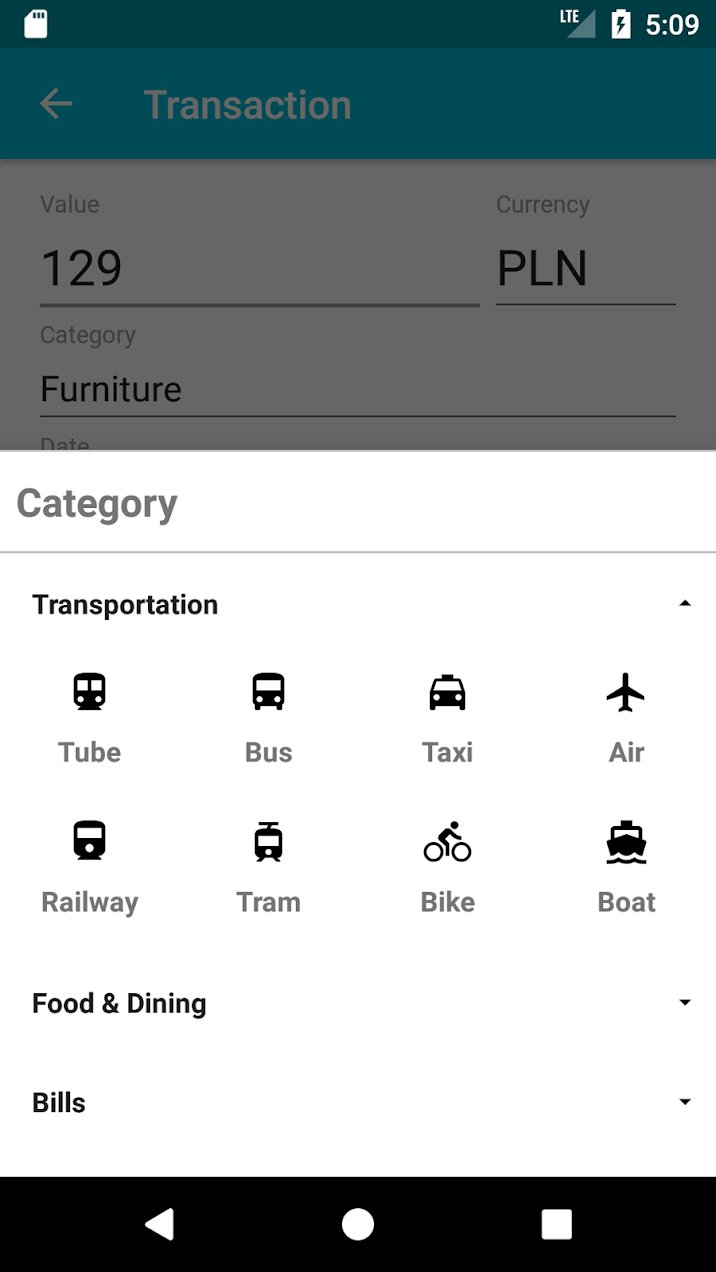 LTE 5:09
Transaction
Value Currency
129 PLN
Category
Furniture
Date
Category
Transportation
Tube Bus Taxi Air
Railway Tram Bike Boat
Food & Dining
Bills